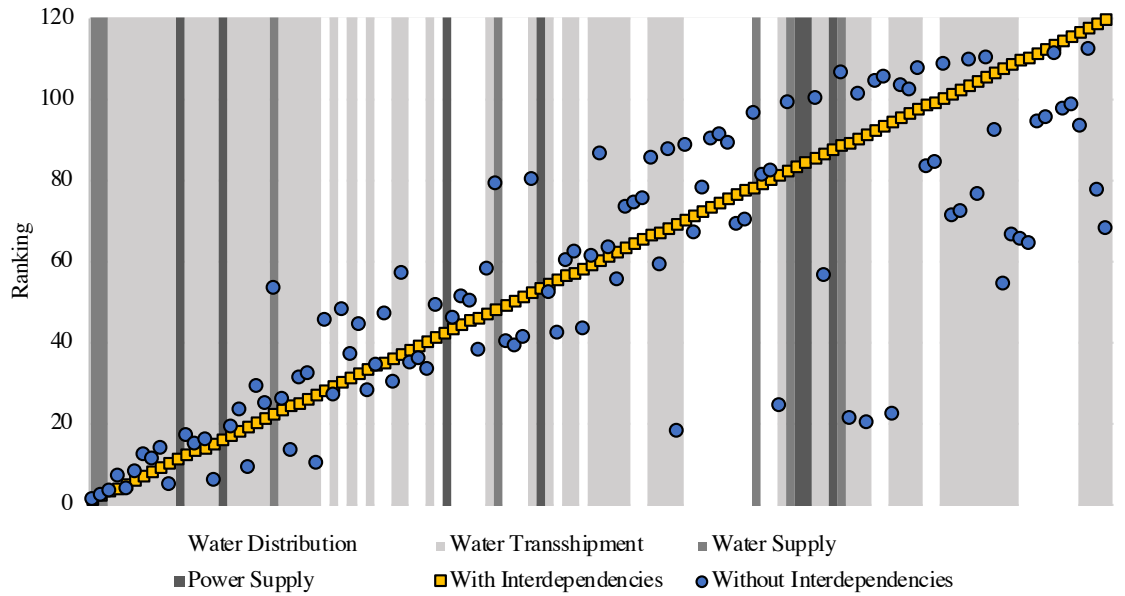 120
100
80
60
40
20
0
Ranking
Water Distribution Water Transshipment Water Supply
Power Supply With Interdependencies Without Interdependencies